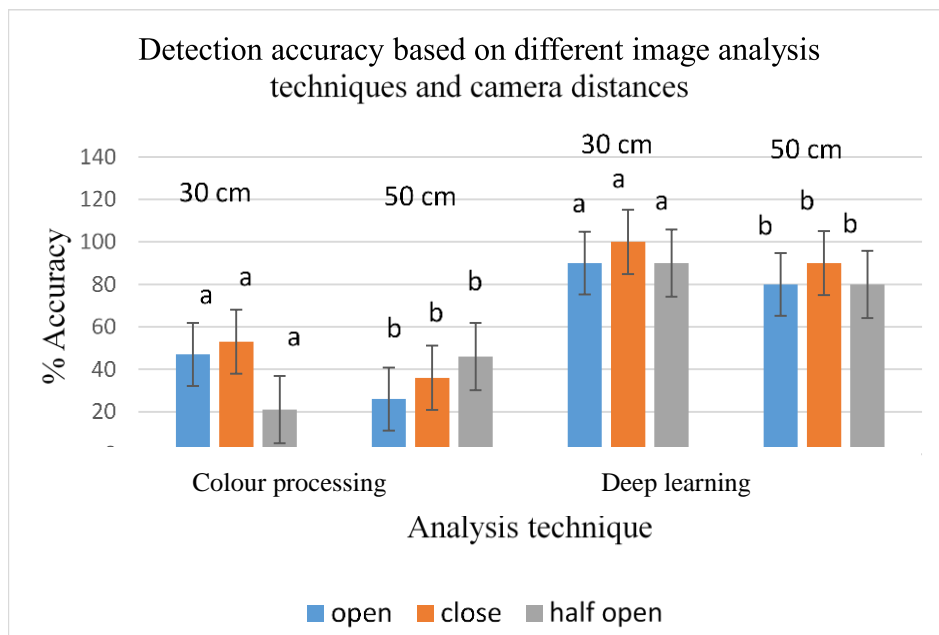 Detection accuracy based on different image analysis
techniques and camera distances
% Accuracy
140
120
100
80
60
40
20
30 cm
50 cm
30 cm
50 cm
a
a
a
b
b
b
a
a
a
b
b
b
Colour processing
Deep learning
Analysis technique
open
close
half open